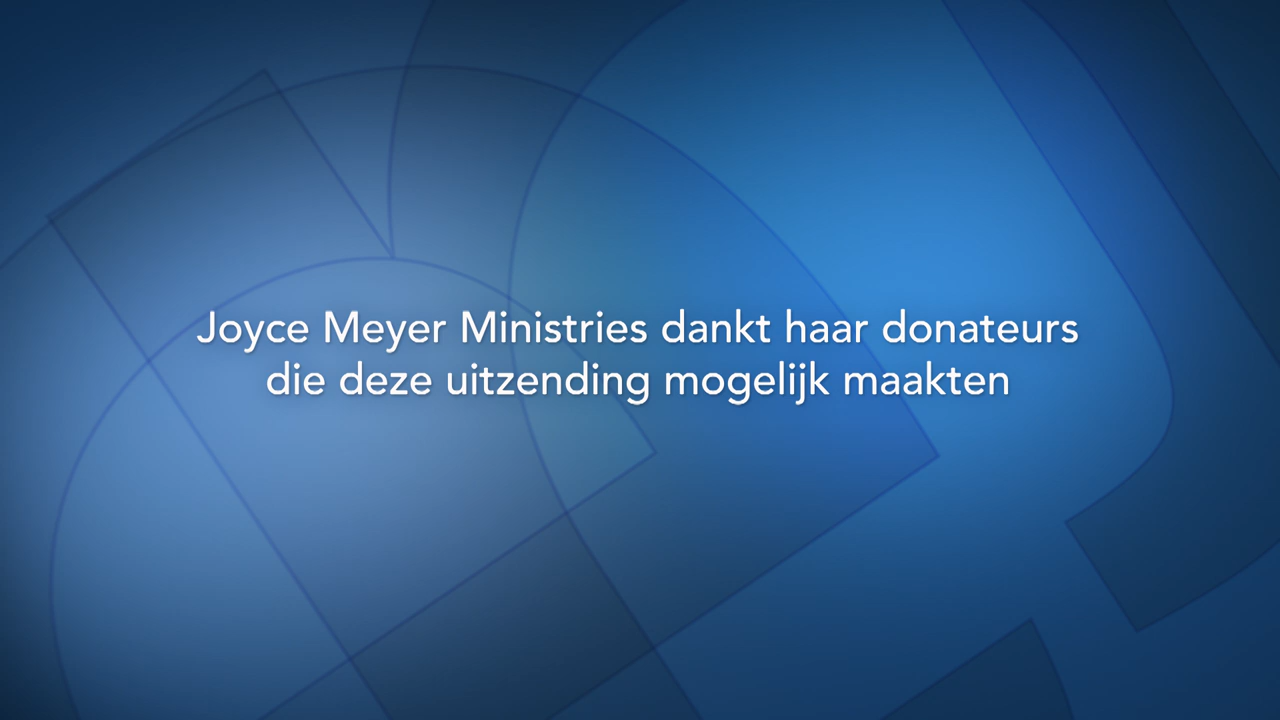 Joyce Meyer Ministries dankt haar donateurs
die deze uitzending mogelijk maakten